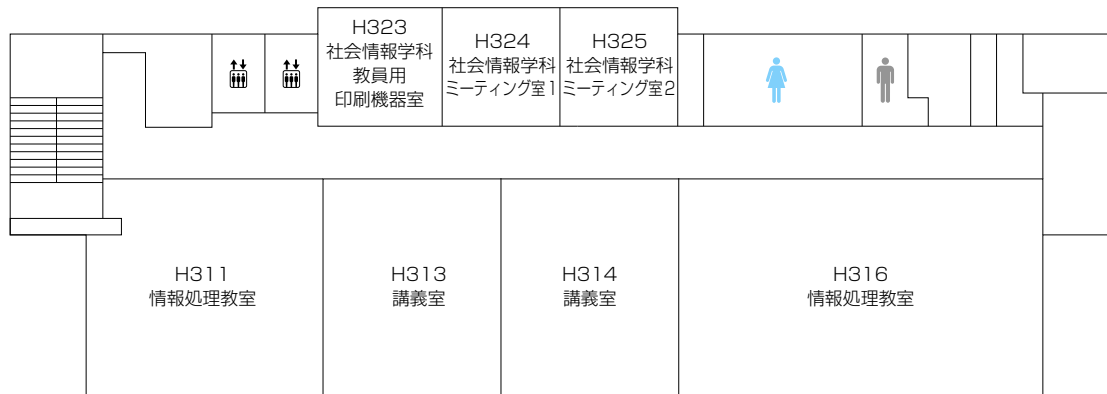 H323
社会情報学科
教員用
印刷機器室
H324
社会情報学科
ミーティング室1
H325
社会情報学科
ミーティング室2
H311
情報処理教室
H313
講義室
H314
講義室
H316
情報処理教室